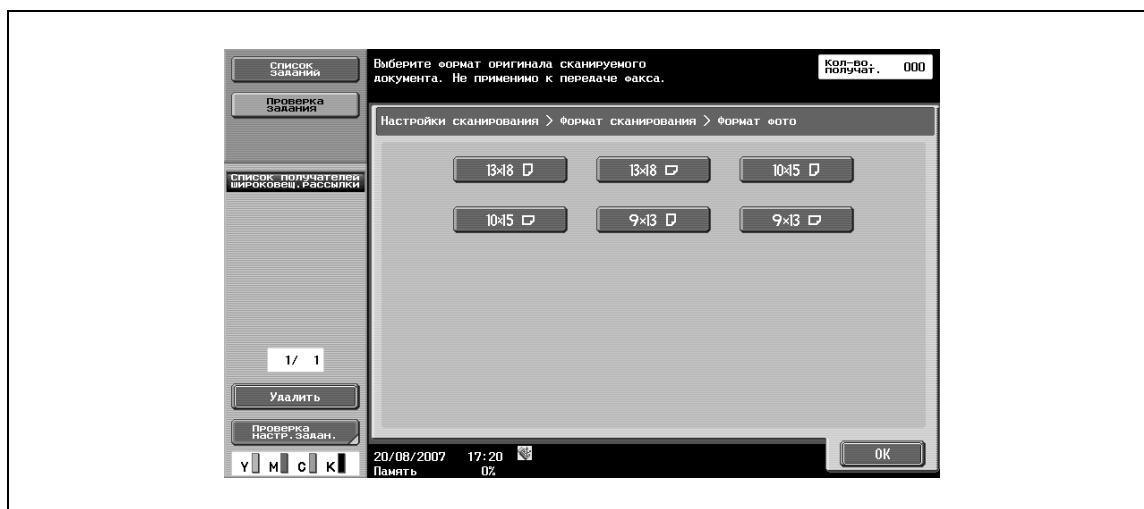 Список
заданий
Проверка
задания
Список получателей
широковещ.рассылки
1/ 1
Удалить
Проверка
настр.задан.
Y M C K
Выберите формат оригинала сканируемого
документа. Не применимо к передаче факса.
Кол-во.
получат. 000
Настройки сканирования > Формат сканирования > Формат фото
13×18
13×18
10×15
10×15
9×13
9×13
20/08/2007 17:20
Память 0%
OK